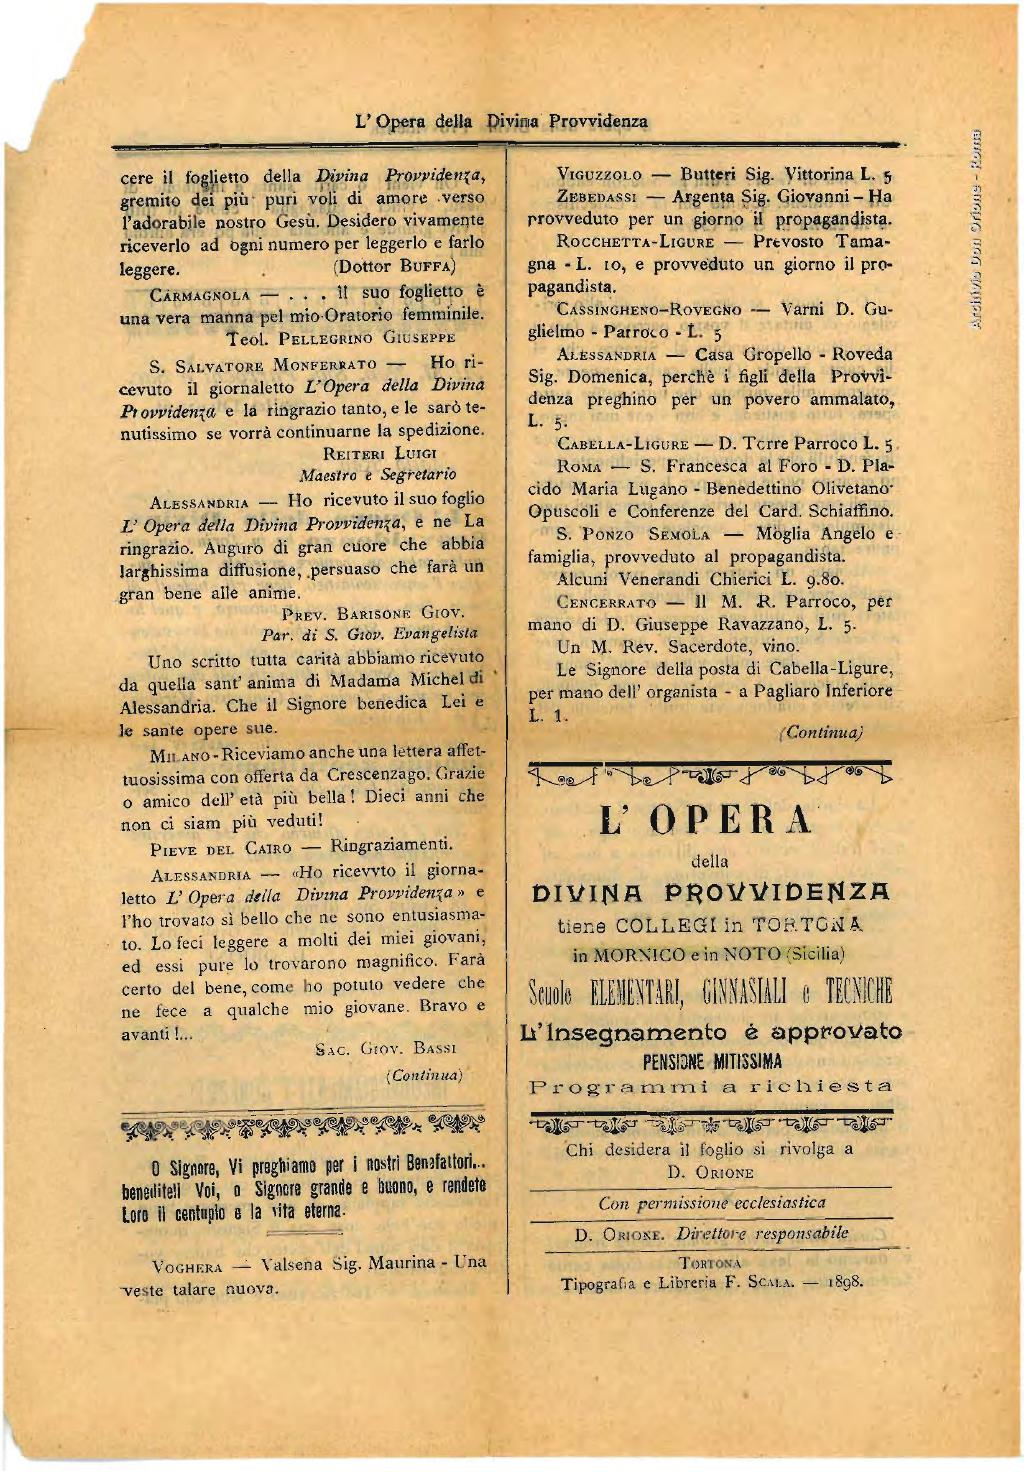 L' Opera della Divina Provvidenza
cere il foglietto della Divina Provvidenza,
gremito dei più puri voli di amore verso
l'adorabile nostro Gesù. Desidero vivamente
riceverlo ad ogni numero per leggerlo e farlo
leggere. (Dottor BUFFA)
CARMAGNOLA — . . . Il suo foglietto è
una vera manna pel mio Oratorio femminile.
Teol. PELLEGRINO GIUSEPPE
S. SALVATORE MONFERRATO — Ho ri-
cevuto il giornaletto L'Opera della Divina
Provvidenza e la ringrazio tanto, e le sarò te-
nutissimo se vorrà continuarne la spedizione.
REITERI LUIGI
Maestro e Segretario
ALESSANDRIA — Ho ricevuto il suo foglio
L' Opera della Divina Provvidenza, e ne La
ringrazio. Auguro di gran cuore che abbia
larghissima diffusione, persuaso che farà un
gran bene alle anime.
PREV. BARISONE GIOV.
Par. di S. Giov. Evangelista
Uno scritto tutta carità abbiamo ricevuto
da quella sant' anima di Madama Michel di
Alessandria. Che il Signore benedica Lei e
le sante opere sue.
MILANO - Riceviamo anche una lettera affet-
tuosissima con offerta da Crescenzago. Grazie
o amico dell' età più bella! Dieci anni che
non ci siam più veduti!
PIEVE DEL CAIRO — Ringraziamenti.
ALESSANDRIA — «Ho ricevvto il giorna-
letto L' Opera della Divina Provvidenza» e
l'ho trovato sì bello che ne sono entusiasma-
to. Lo feci leggere a molti dei miei giovani,
ed essi pure lo trovarono magnifico. Farà
certo del bene, come ho potuto vedere che
ne fece a qualche mio giovane. Bravo e
avanti!...
SAC. GIOV. BASSI
(Continua)
O Signore, Vi preghiamo per i nostri Benefattori...
benediteli Voi, o Signore grande e buono, e rendete
Loro il centuplo e la vita eterna.
VOGHERA — Valsena Sig. Maurina - Una
veste talare nuova.
VIGUZZOLO — Butteri Sig. Vittorina L. 5
ZEBEDASSI — Argenta Sig. Giovanni - Ha
provveduto per un giorno il propagandista.
ROCCHETTA-LIGURE — Prevosto Tama-
gna - L. 10, e provveduto un giorno il pro-
pagandista.
CASSINGHENO-ROVEGNO — Varni D. Gu-
glielmo - Parroco - L. 5
ALESSANDRIA — Casa Gropello - Roveda
Sig. Domenica, perchè i figli della Provvi-
denza preghino per un povero ammalato,
L. 5.
CABELLA-LIGURE — D. Torre Parroco L. 5
ROMA — S. Francesca al Foro - D. Pla-
cido Maria Lugano - Benedettino Olivetano-
Opuscoli e Conferenze del Card. Schiaffino.
S. PONZO SEMOLA — Moglia Angelo e
famiglia, provveduto al propagandista.
Alcuni Venerandi Chierici L. 9.80.
CENCERRATO — Il M. R. Parroco, per
mano di D. Giuseppe Ravazzano, L. 5.
Un M. Rev. Sacerdote, vino.
Le Signore della posta di Cabella-Ligure,
per mano dell' organista - a Pagliaro Inferiore
L. 1.
(Continua)
L' OPERA
della
DIVINA PROVVIDENZA
tiene COLLEGI in TORTONA
in MORNICO e in NOTO (Sicilia)
Scuole ELEMENTARI, GINNASIALI e TECNICHE
L'Insegnamento è approvato
PENSIONE MITISSIMA
Programmi a richiesta
Chi desidera il foglio si rivolga a
D. ORIONE
Con permissione ecclesiastica
D. ORIONE. Direttore responsabile
TORTONA
Tipografia e Libreria F. SCALA. — 1898.
Archivio Don Orione - Roma